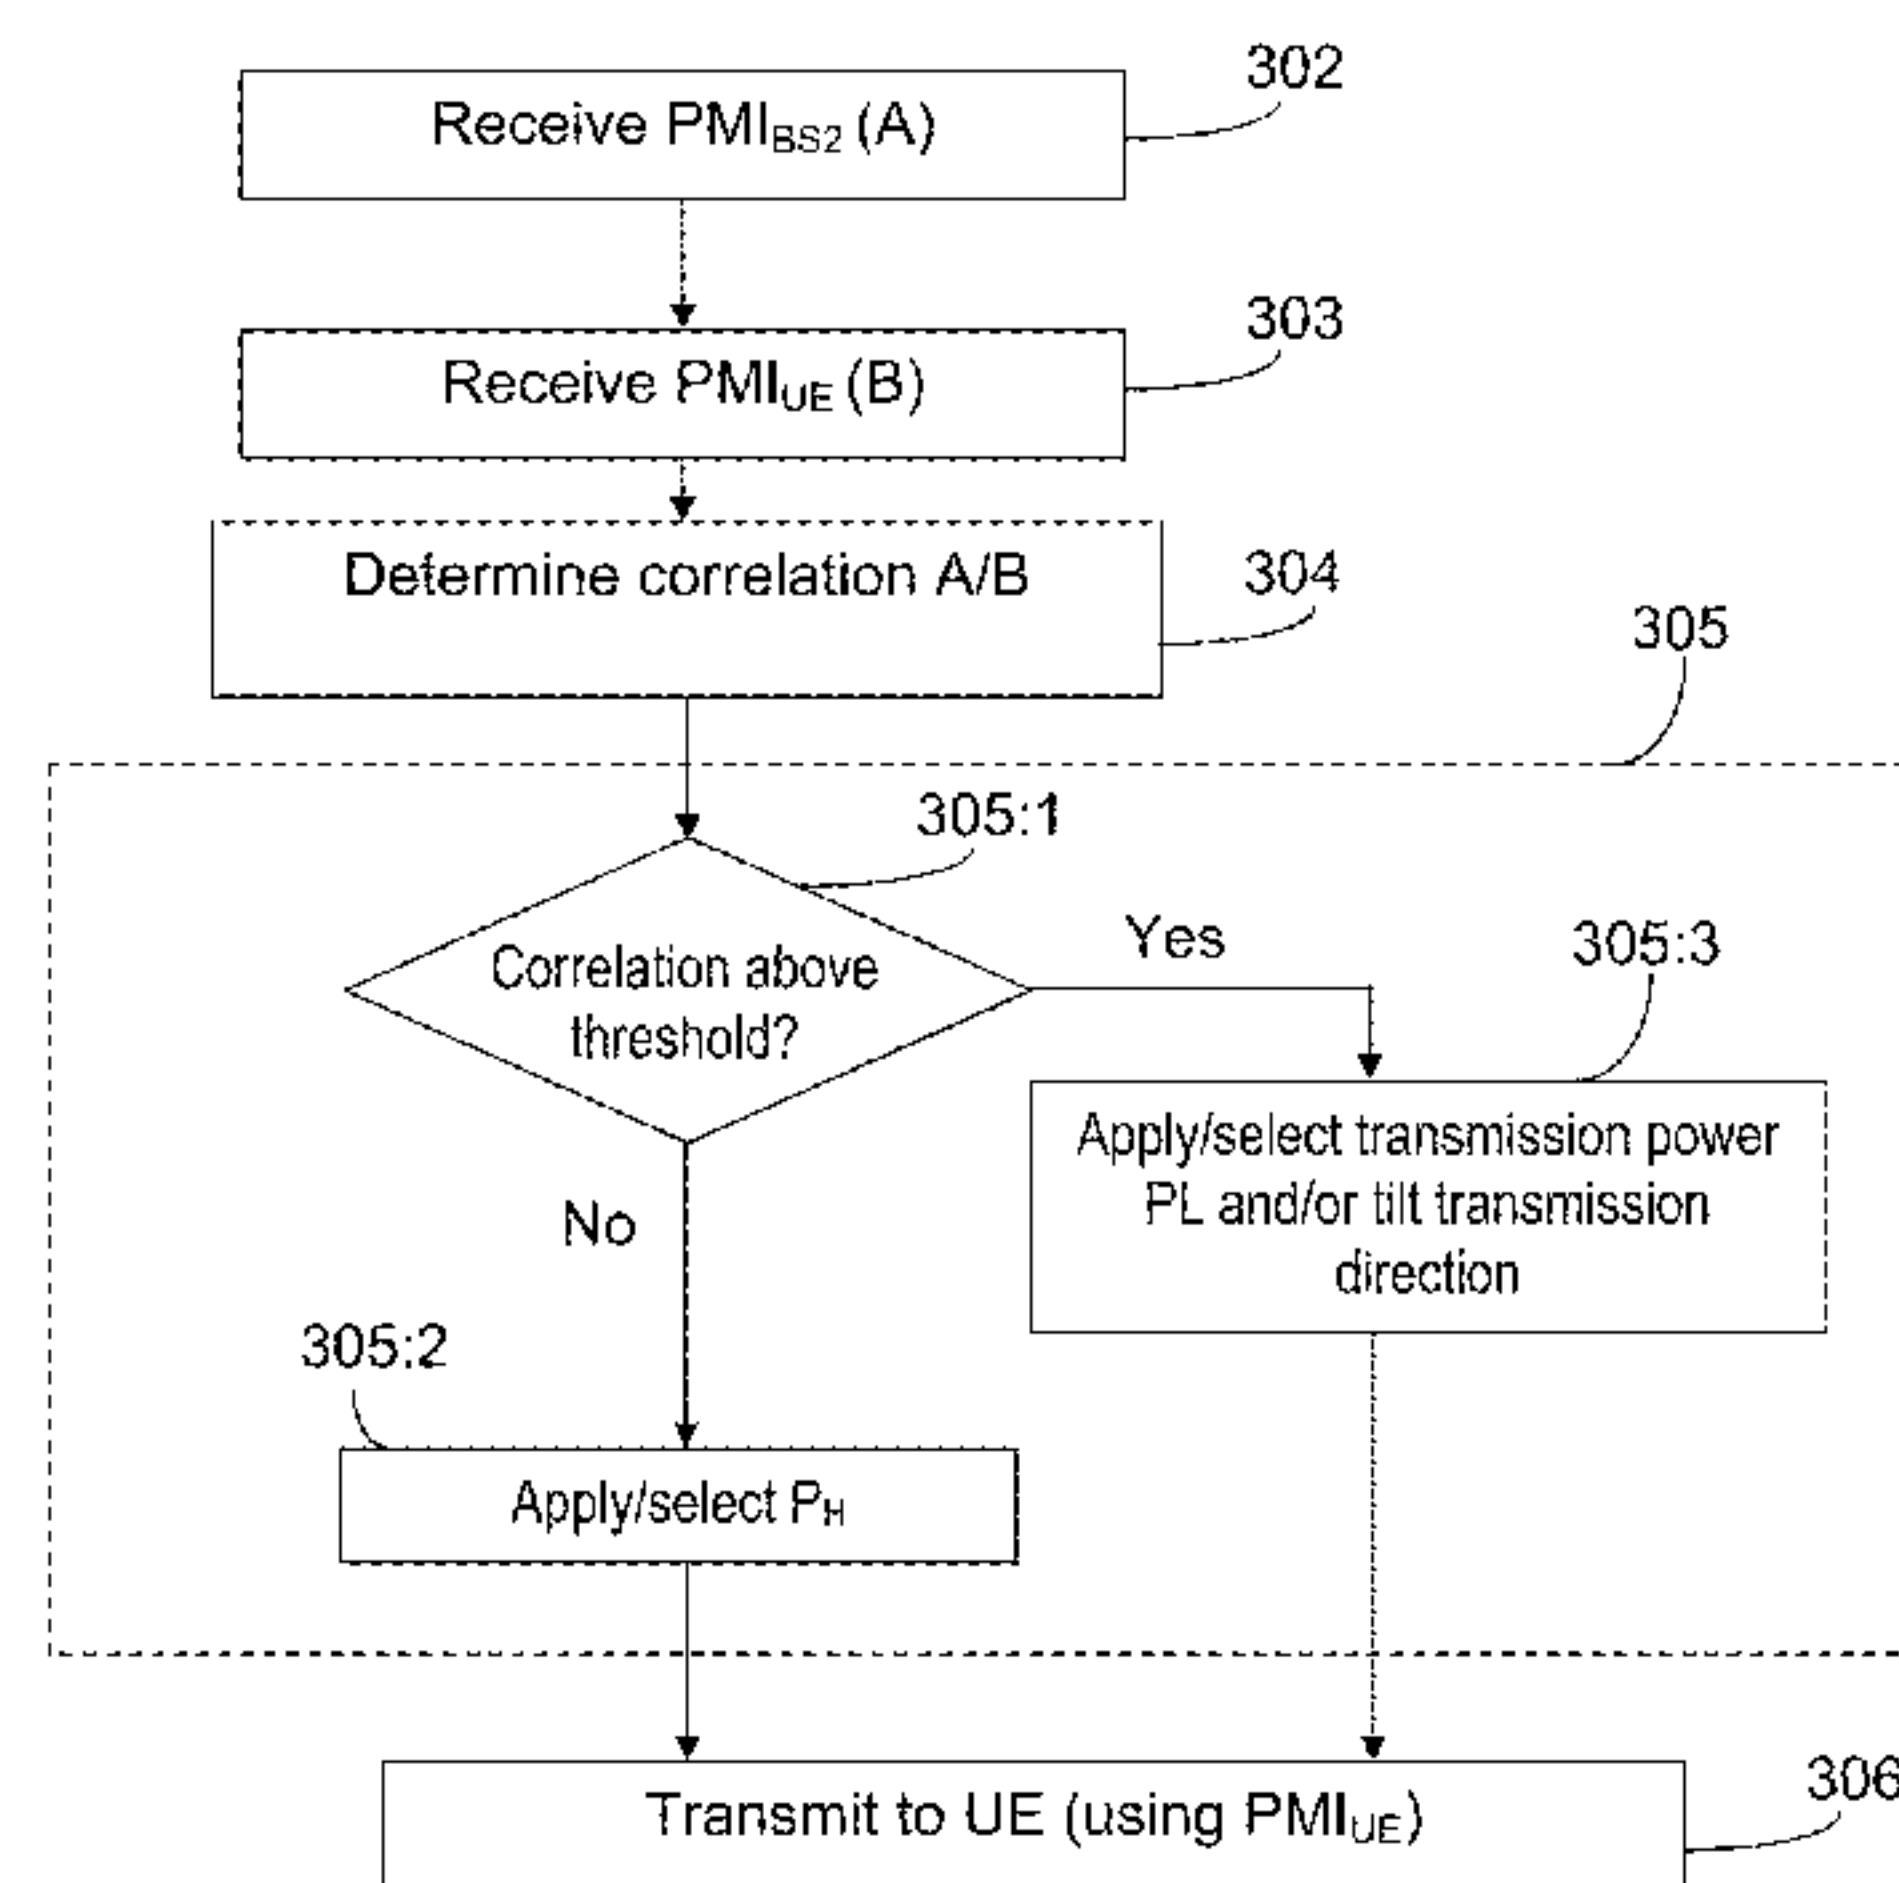 302
Receive PMIBS2 (A)
303
Receive PMIUE (B)
304
Determine correlation A/B
305
305:1
Correlation above
threshold?
Yes
305:3
Apply/select transmission power
PL and/or tilt transmission
direction
No
305:2
Apply/select PH
306
Transmit to UE (using PMIUE)